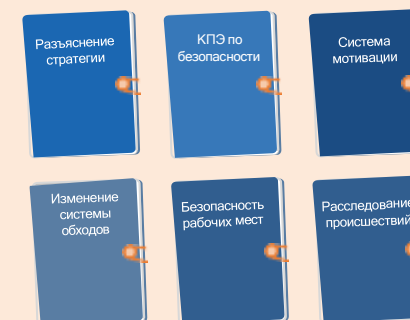 Разъяснение
стратегии
КПЭ по
безопасности
Система
мотивации
Изменение
системы
обходов
Безопасность
рабочих мест
Расследование
происшествий